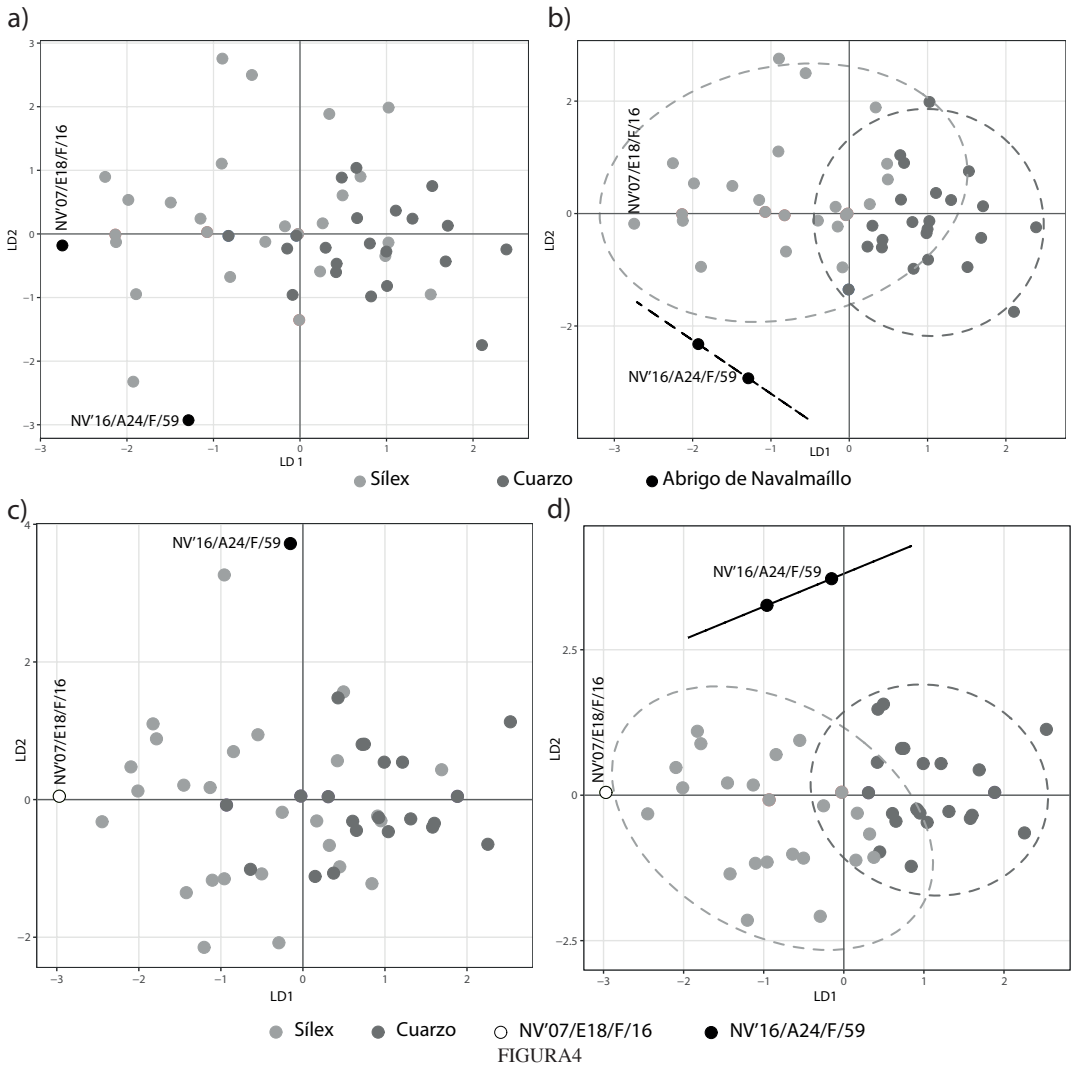 a)
3
2
1
0
−1
−2
−3
LD2
NV’07/E18/F/16
NV’16/A24/F/59
−3 −2 −1 0 1 2
LD 1
b)
2
0
−2
LD2
NV’07/E18/F/16
NV’16/A24/F/59
−3 −2 −1 0 1 2
LD1
Sílex Cuarzo Abrigo de Navalmaíllo
c)
4
2
0
−2
LD2
NV’07/E18/F/16
NV’16/A24/F/59
−3 −2 −1 0 1 2
LD1
d)
2.5
0
−2.5
LD2
NV’07/E18/F/16
NV’16/A24/F/59
−3 −2 −1 0 1 2
LD1
Sílex Cuarzo NV’07/E18/F/16 NV’16/A24/F/59
FIGURA4